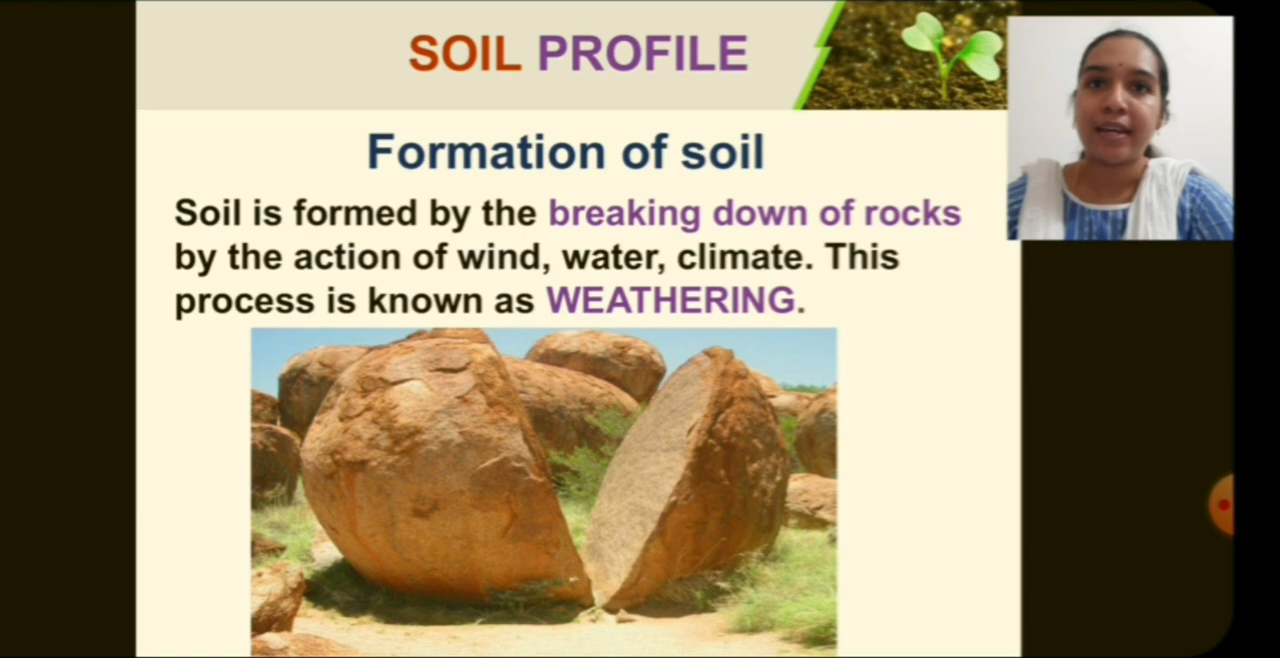 SOIL PROFILE
Formation of soil
Soil is formed by the breaking down of rocks
by the action of wind, water, climate. This
process is known as WEATHERING.